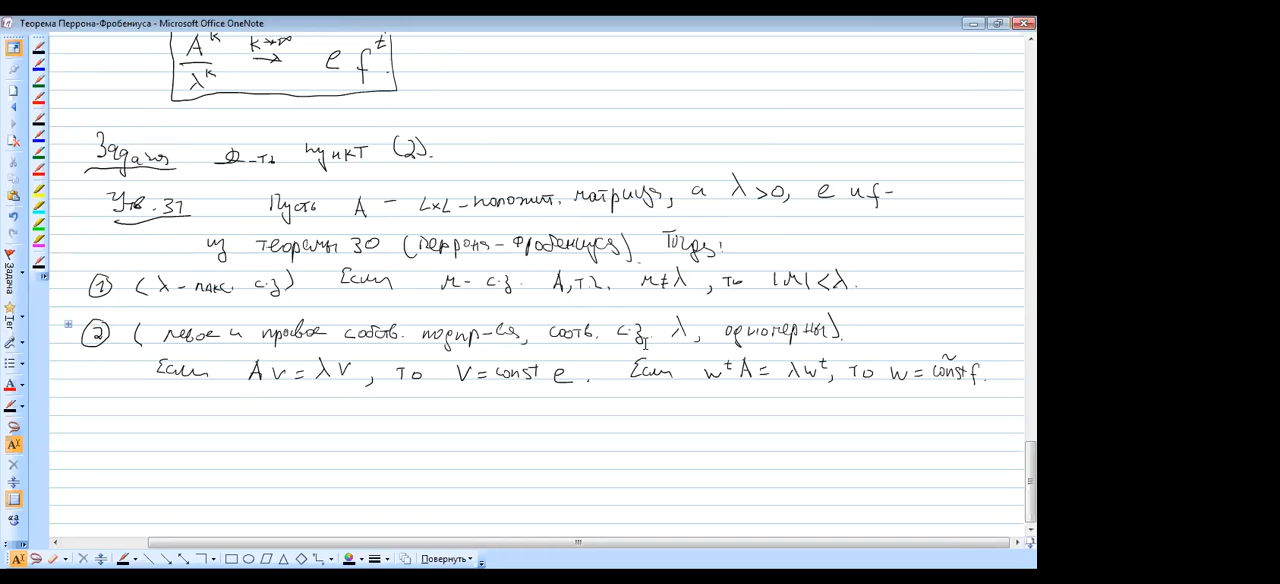 Теорема Перрона-Фробениуса - Microsoft Office OneNote
A^k / λ^k →(k→∞) e f^t.
Задача Д-ть пункт (2).
Утв. 31 Пусть A - L×L - положит. матрица, а λ > 0, e и f -
из теоремы 30 (Перрона-Фробениуса). Тогда:
① (λ - макс. с.з.) Если μ - с.з. A, т.ч. μ ≠ λ, то |μ| < λ.
② (левое и правое собств. подпр-ва, соотв. с.з. λ, одномерны).
Если Av = λv, то v = const e. Если w^t A = λw^t, то w = const~ f.
Задача
Тег
Повернуть